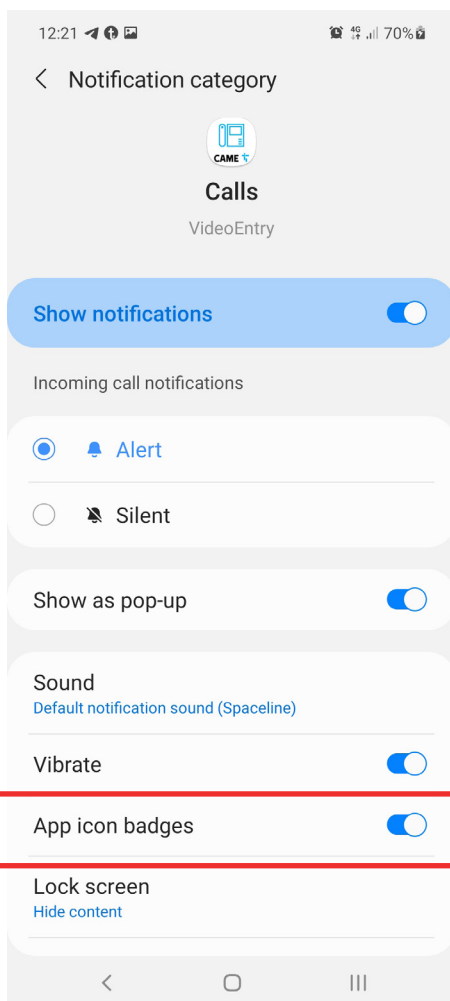 12:21
4G
70%
Notification category
CAME
Calls
VideoEntry
Show notifications
Incoming call notifications
Alert
Silent
Show as pop-up
Sound
Default notification sound (Spaceline)
Vibrate
App icon badges
Lock screen
Hide content